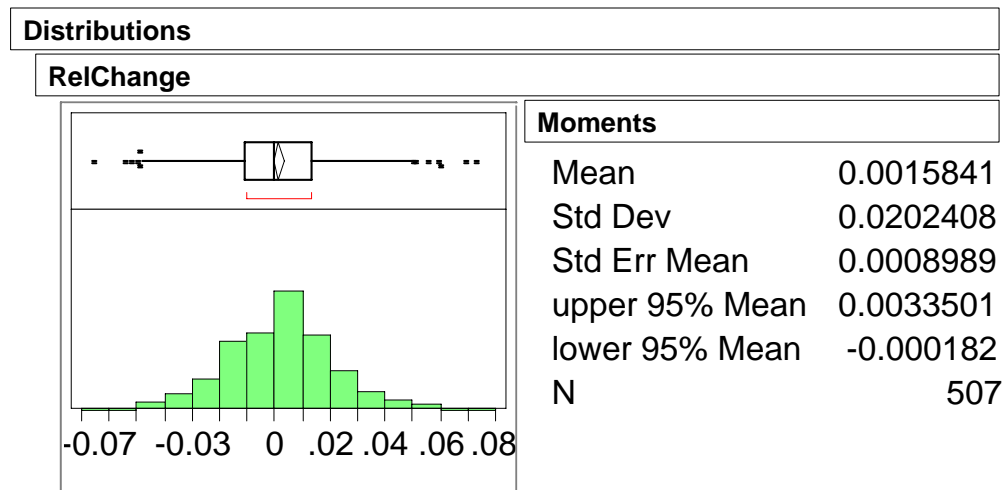 Distributions
RelChange
Moments
Mean 0.0015841
Std Dev 0.0202408
Std Err Mean 0.0008989
upper 95% Mean 0.0033501
lower 95% Mean -0.000182
N 507
-0.07 -0.03 0 .02 .04 .06 .08